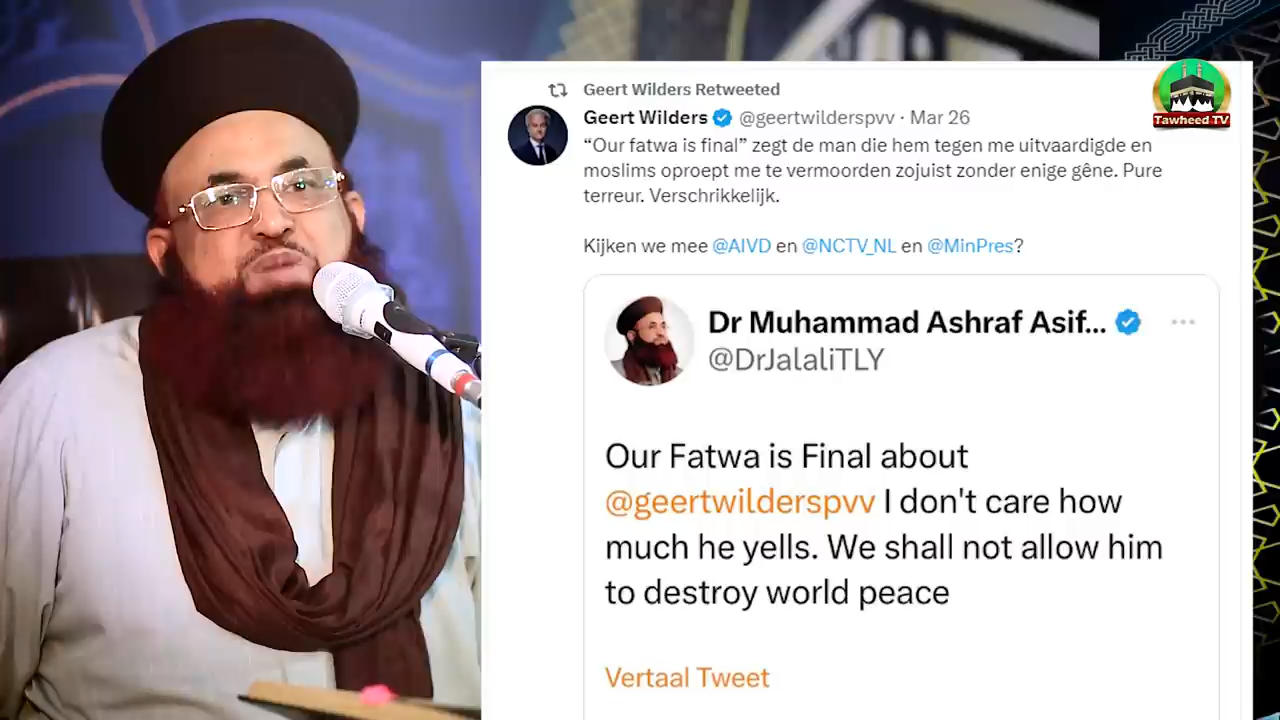 Geert Wilders Retweeted
Geert Wilders @geertwilderspvv · Mar 26
“Our fatwa is final” zegt de man die hem tegen me uitvaardigde en
moslims oproept me te vermoorden zojuist zonder enige gêne. Pure
terreur. Verschrikkelijk.
Kijken we mee @AIVD en @NCTV_NL en @MinPres?
Dr Muhammad Ashraf Asif...
@DrJalaliTLY
Our Fatwa is Final about
@geertwilderspvv I don't care how
much he yells. We shall not allow him
to destroy world peace
Vertaal Tweet
Tawheed TV